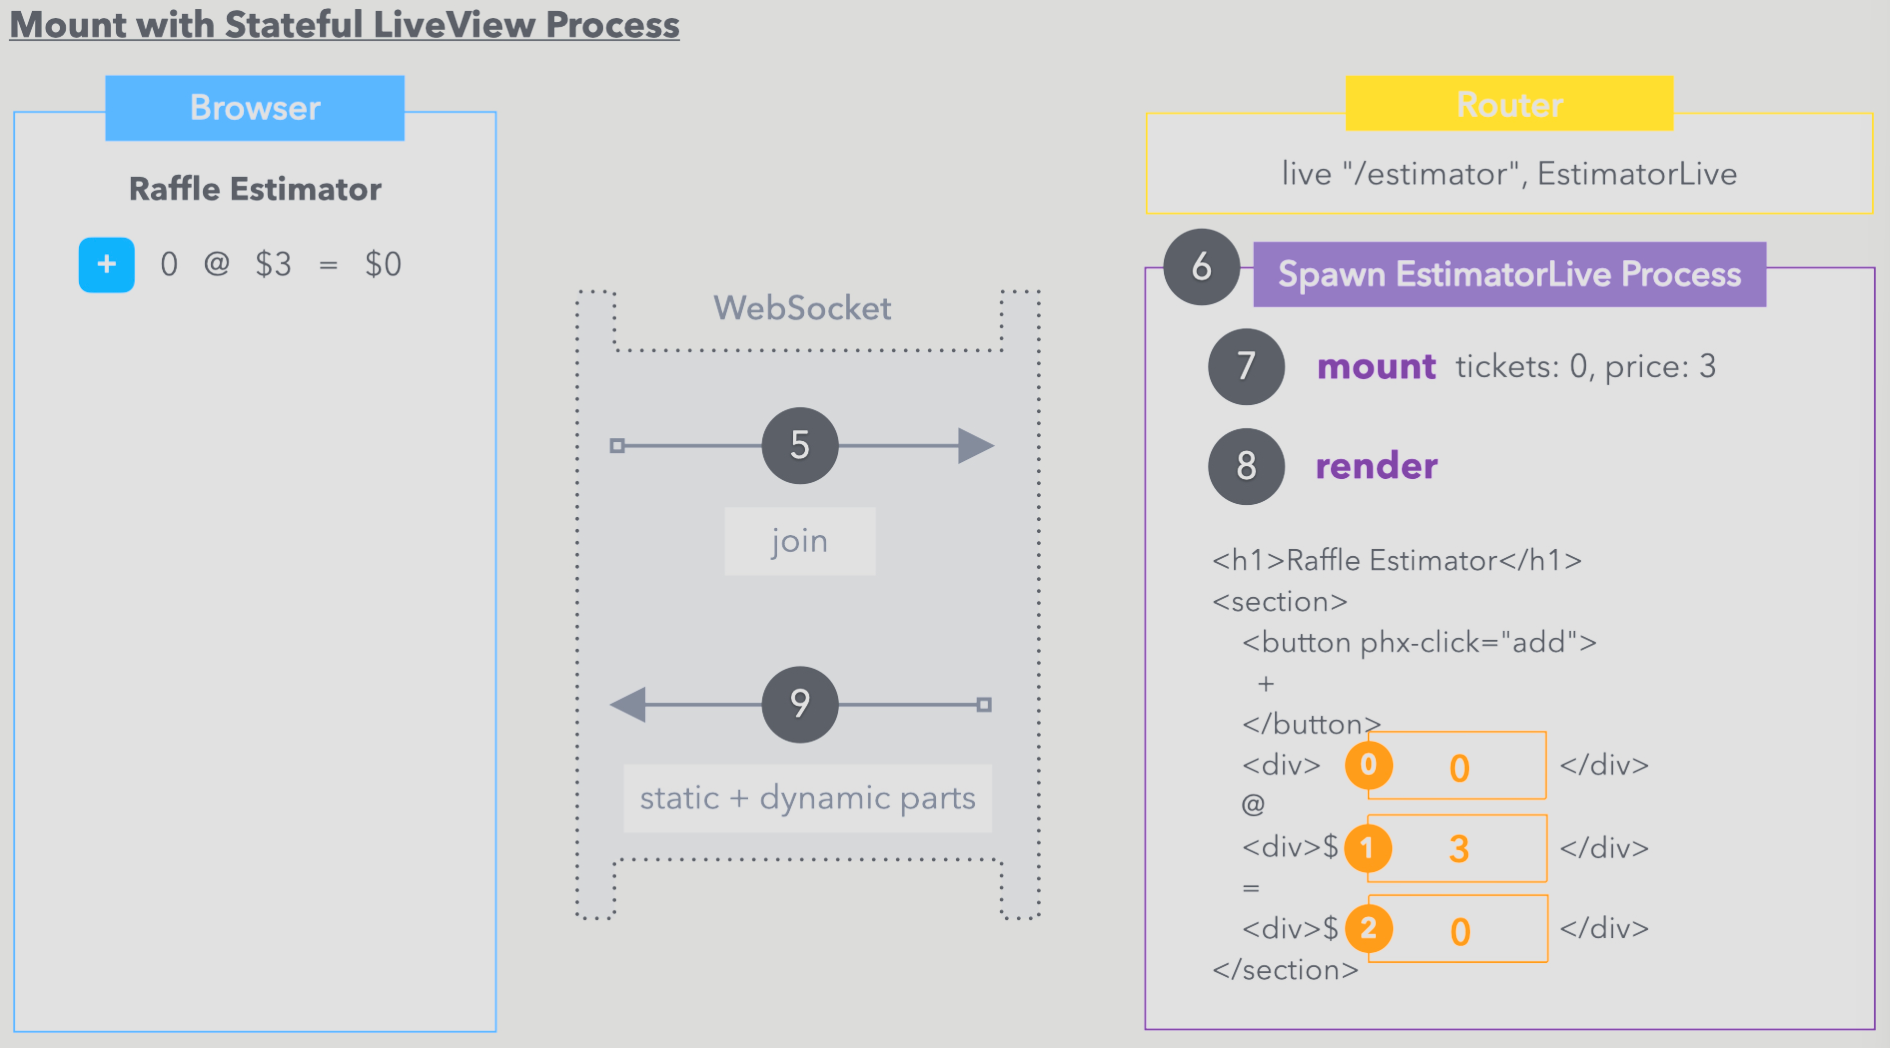 Mount with Stateful LiveView Process
Browser
Raffle Estimator
+ 0 @ $3 = $0
WebSocket
5
join
9
static + dynamic parts
Router
live "/estimator", EstimatorLive
6 Spawn EstimatorLive Process
7 mount tickets: 0, price: 3
8 render
<h1>Raffle Estimator</h1>
<section>
<button phx-click="add">
+
</button>
<div> 0 0 </div>
@
<div>$ 1 3 </div>
=
<div>$ 2 0 </div>
</section>